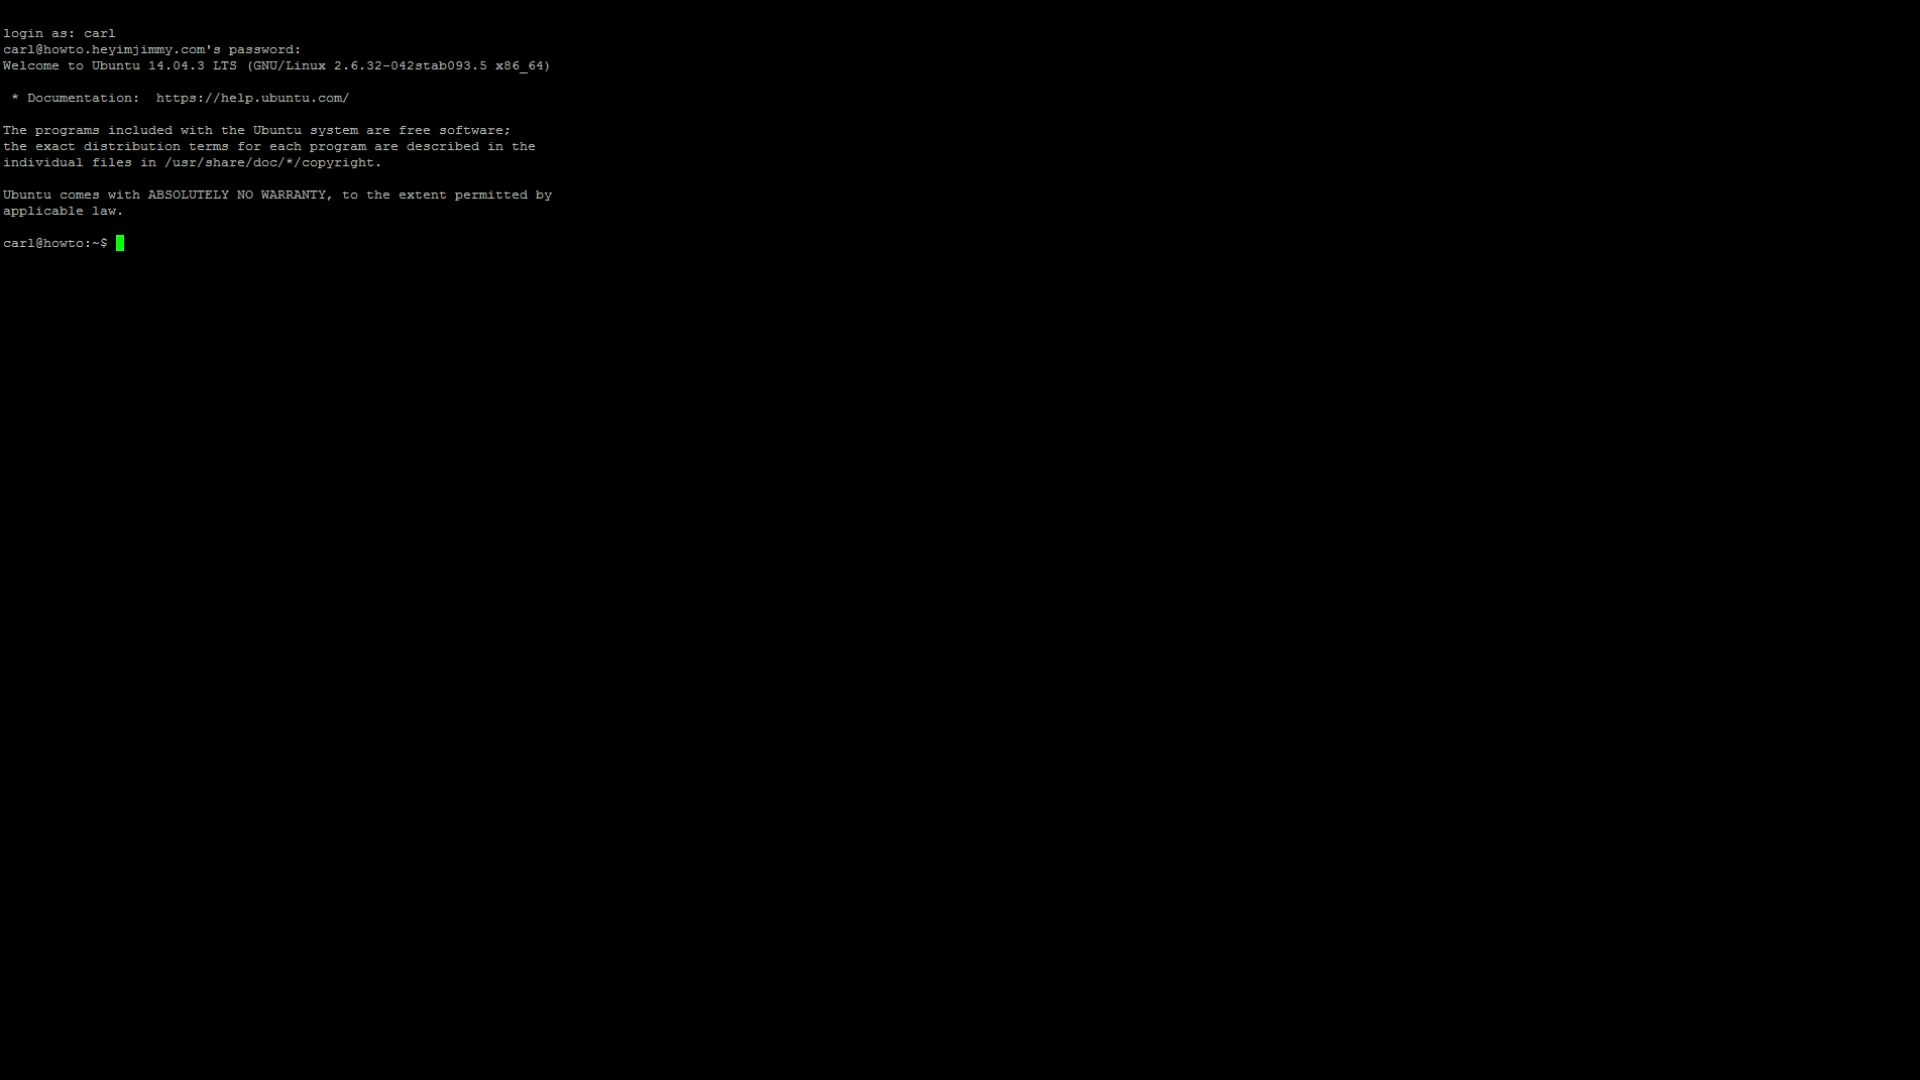 login as: carl
carl@howto.heyimjimmy.com's password:
Welcome to Ubuntu 14.04.3 LTS (GNU/Linux 2.6.32-042stab093.5 x86_64)
* Documentation:  https://help.ubuntu.com/
The programs included with the Ubuntu system are free software;
the exact distribution terms for each program are described in the
individual files in /usr/share/doc/*/copyright.
Ubuntu comes with ABSOLUTELY NO WARRANTY, to the extent permitted by
applicable law.
carl@howto:~$